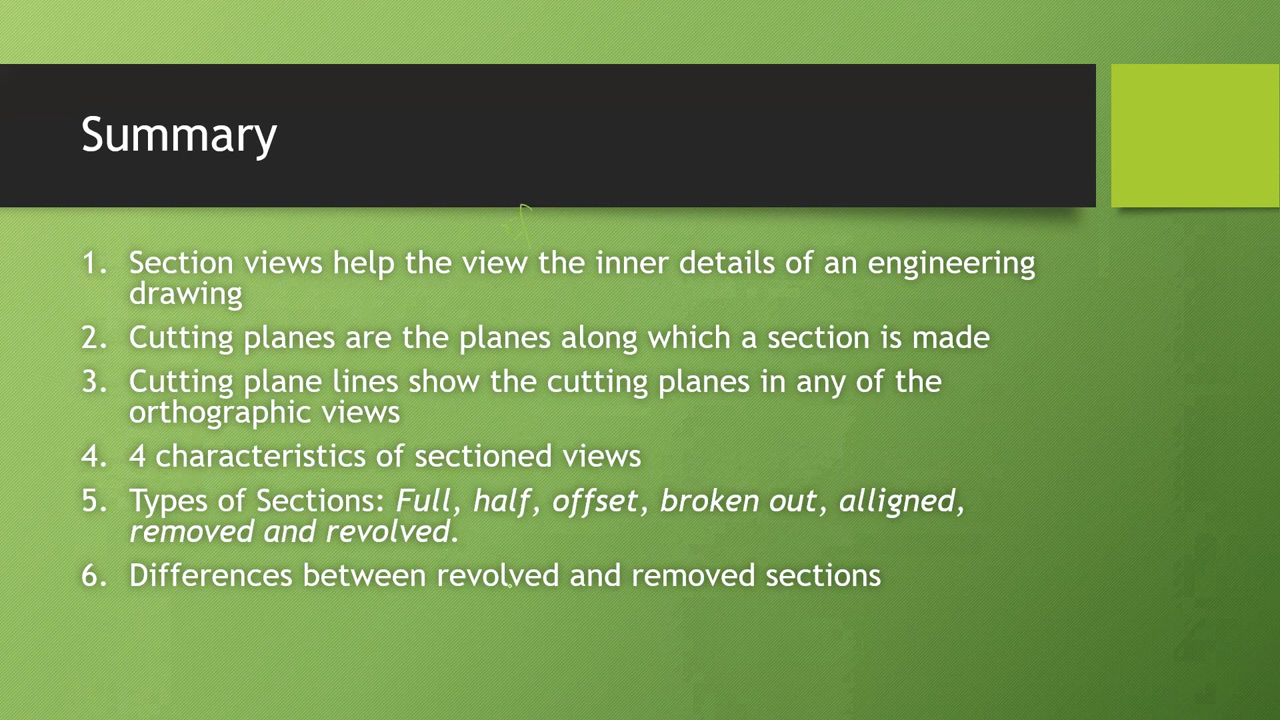 Summary
1. Section views help the view the inner details of an engineering
drawing
2. Cutting planes are the planes along which a section is made
3. Cutting plane lines show the cutting planes in any of the
orthographic views
4. 4 characteristics of sectioned views
5. Types of Sections: Full, half, offset, broken out, alligned,
removed and revolved.
6. Differences between revolved and removed sections